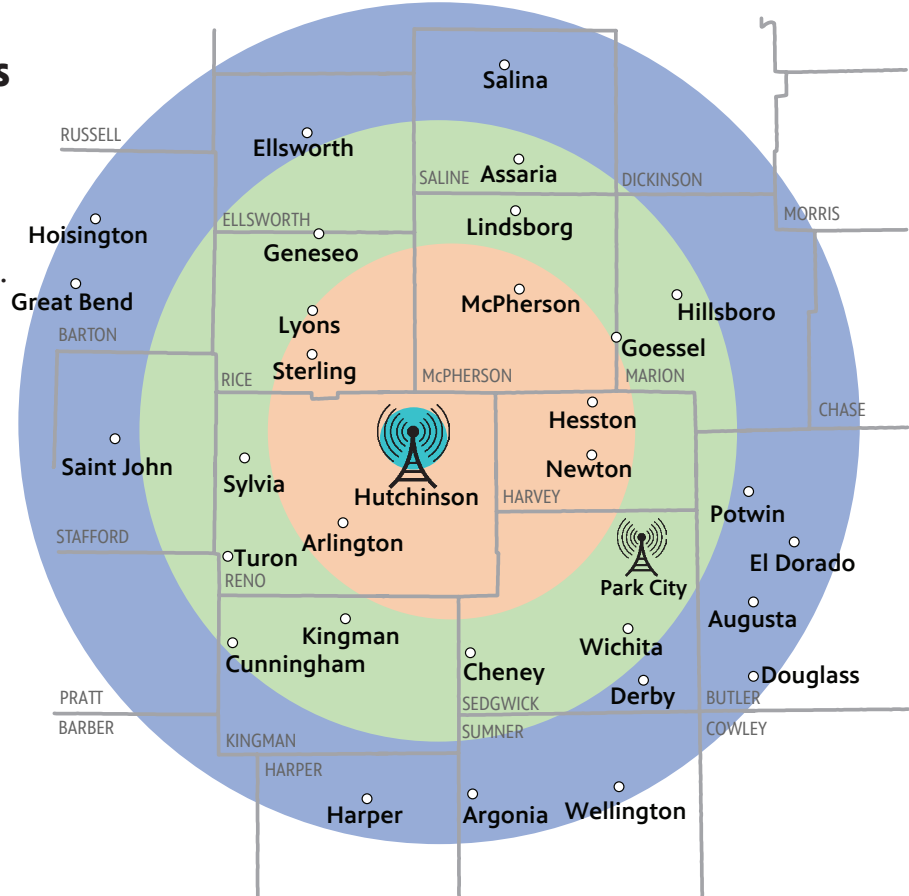 s
Salina
RUSSELL
Ellsworth
SALINE
Assaria
DICKINSON
MORRIS
ELLSWORTH
Lindsborg
Hoisington
Geneseo
.
Great Bend
McPherson
Hillsboro
Lyons
BARTON
Goessel
Sterling
RICE
McPHERSON
MARION
CHASE
Hesston
Saint John
Newton
Sylvia
Hutchinson
HARVEY
Potwin
STAFFORD
Arlington
Turon
El Dorado
RENO
Park City
Augusta
Kingman
Wichita
Cunningham
Cheney
Douglass
Derby
PRATT
SEDGWICK
BUTLER
BARBER
SUMNER
COWLEY
KINGMAN
HARPER
Harper
Argonia
Wellington